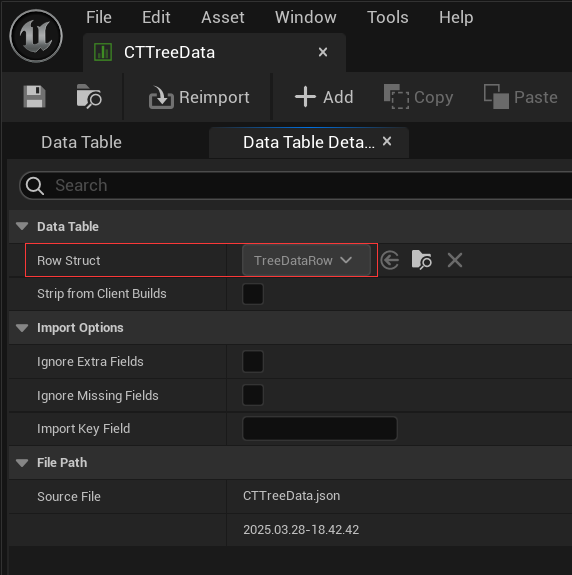 File Edit Asset Window Tools Help
CTTreeData
Reimport Add Copy Paste
Data Table Data Table Deta...
Search
Data Table
Row Struct TreeDataRow
Strip from Client Builds
Import Options
Ignore Extra Fields
Ignore Missing Fields
Import Key Field
File Path
Source File CTTreeData.json
2025.03.28-18.42.42